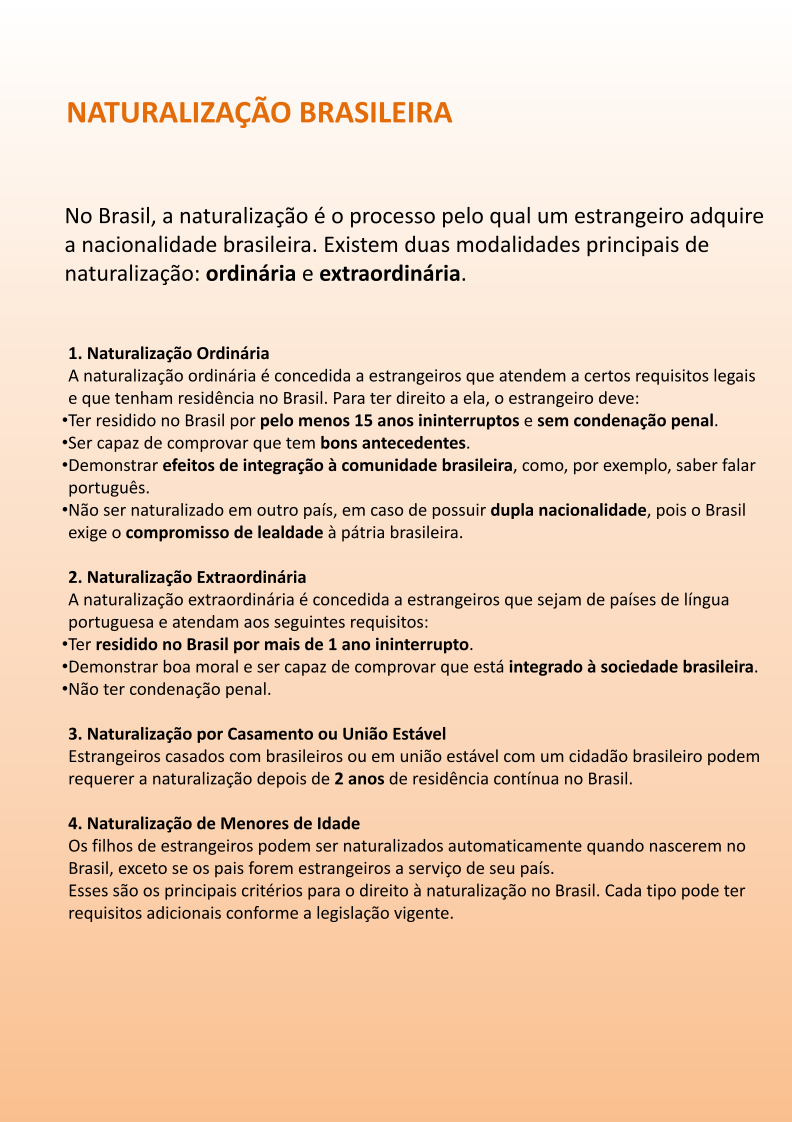 NATURALIZAÇÃO BRASILEIRA
No Brasil, a naturalização é o processo pelo qual um estrangeiro adquire
a nacionalidade brasileira. Existem duas modalidades principais de
naturalização: ordinária e extraordinária.
1. Naturalização Ordinária
A naturalização ordinária é concedida a estrangeiros que atendem a certos requisitos legais
e que tenham residência no Brasil. Para ter direito a ela, o estrangeiro deve:
•Ter residido no Brasil por pelo menos 15 anos ininterruptos e sem condenação penal.
•Ser capaz de comprovar que tem bons antecedentes.
•Demonstrar efeitos de integração à comunidade brasileira, como, por exemplo, saber falar
português.
•Não ser naturalizado em outro país, em caso de possuir dupla nacionalidade, pois o Brasil
exige o compromisso de lealdade à pátria brasileira.
2. Naturalização Extraordinária
A naturalização extraordinária é concedida a estrangeiros que sejam de países de língua
portuguesa e atendam aos seguintes requisitos:
•Ter residido no Brasil por mais de 1 ano ininterrupto.
•Demonstrar boa moral e ser capaz de comprovar que está integrado à sociedade brasileira.
•Não ter condenação penal.
3. Naturalização por Casamento ou União Estável
Estrangeiros casados com brasileiros ou em união estável com um cidadão brasileiro podem
requerer a naturalização depois de 2 anos de residência contínua no Brasil.
4. Naturalização de Menores de Idade
Os filhos de estrangeiros podem ser naturalizados automaticamente quando nascerem no
Brasil, exceto se os pais forem estrangeiros a serviço de seu país.
Esses são os principais critérios para o direito à naturalização no Brasil. Cada tipo pode ter
requisitos adicionais conforme a legislação vigente.